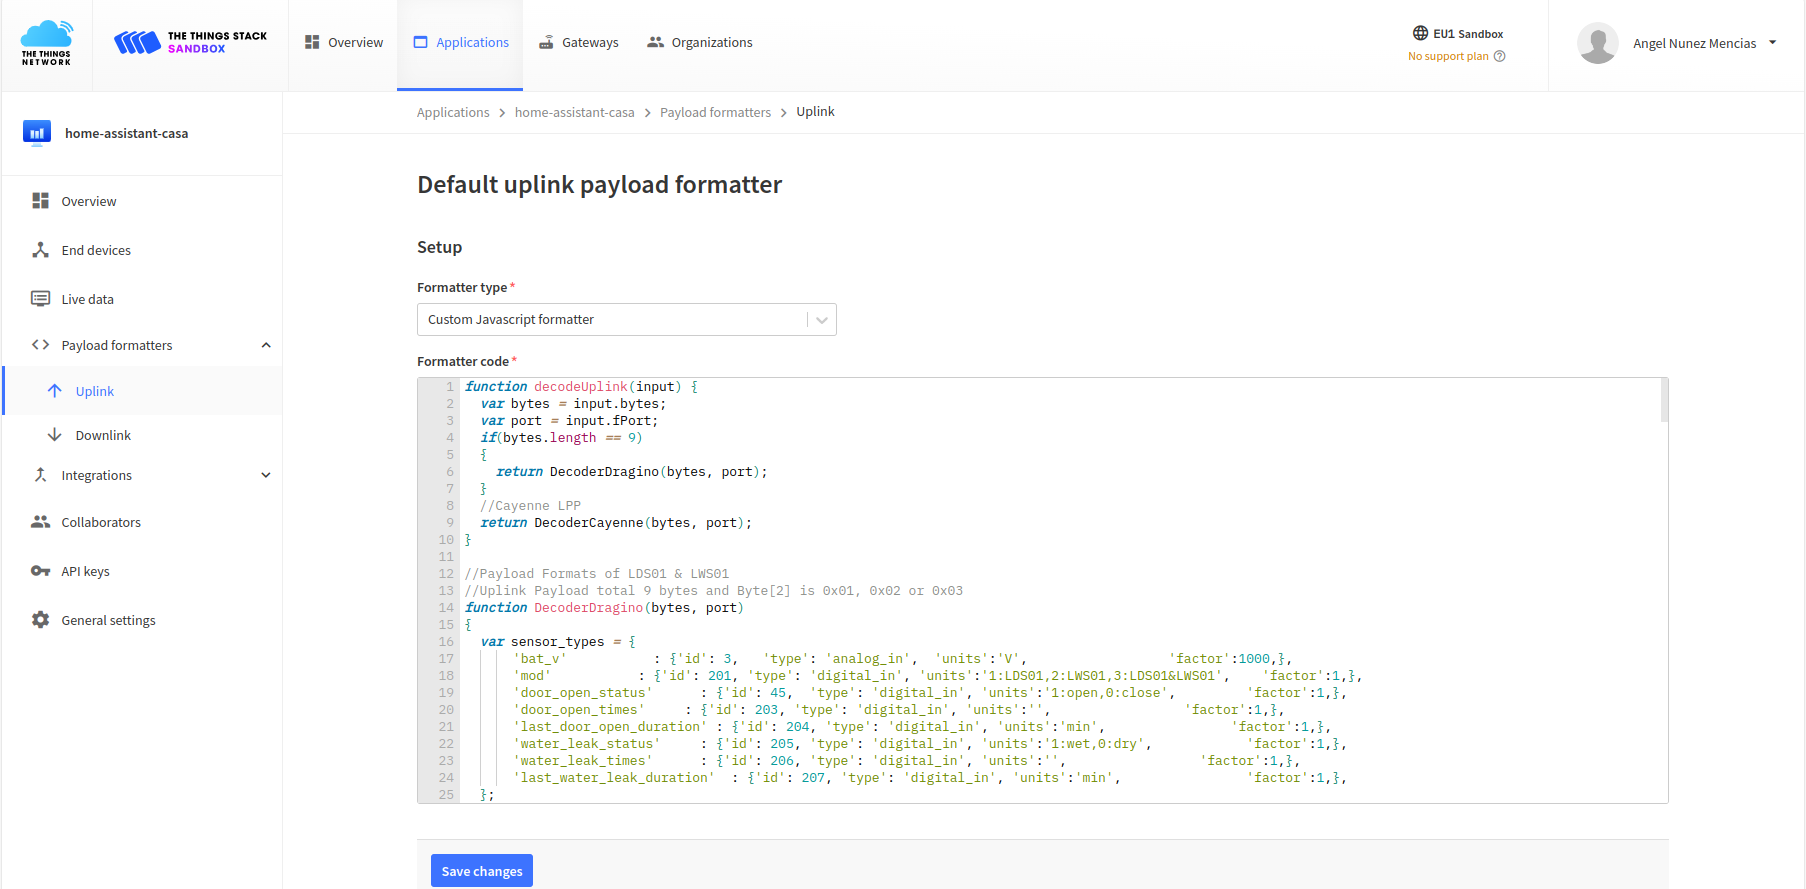 THE THINGS
NETWORK
THE THINGS STACK
SANDBOX
Overview
Applications
Gateways
Organizations
EU1 Sandbox
No support plan
Angel Nunez Mencias
home-assistant-casa
Overview
End devices
Live data
Payload formatters
Uplink
Downlink
Integrations
Collaborators
API keys
General settings
Applications > home-assistant-casa > Payload formatters > Uplink
Default uplink payload formatter
Setup
Formatter type*
Custom Javascript formatter
Formatter code*
1 function decodeUplink(input) {
2   var bytes = input.bytes;
3   var port = input.fPort;
4   if(bytes.length == 9)
5   {
6     return DecoderDragino(bytes, port);
7   }
8   //Cayenne LPP
9   return DecoderCayenne(bytes, port);
10 }
11
12 //Payload Formats of LDS01 & LWS01
13 //Uplink Payload total 9 bytes and Byte[2] is 0x01, 0x02 or 0x03
14 function DecoderDragino(bytes, port)
15 {
16   var sensor_types = {
17       'bat_v'           : {'id': 3,   'type': 'analog_in',  'units':'V',                  'factor':1000,},
18       'mod'           : {'id': 201, 'type': 'digital_in', 'units':'1:LDS01,2:LWS01,3:LDS01&LWS01',    'factor':1,},
19       'door_open_status'      : {'id': 45,  'type': 'digital_in', 'units':'1:open,0:close',         'factor':1,},
20       'door_open_times'     : {'id': 203, 'type': 'digital_in', 'units':'',                 'factor':1,},
21       'last_door_open_duration' : {'id': 204, 'type': 'digital_in', 'units':'min',                'factor':1,},
22       'water_leak_status'     : {'id': 205, 'type': 'digital_in', 'units':'1:wet,0:dry',            'factor':1,},
23       'water_leak_times'      : {'id': 206, 'type': 'digital_in', 'units':'',                 'factor':1,},
24       'last_water_leak_duration'  : {'id': 207, 'type': 'digital_in', 'units':'min',                'factor':1,},
25   };
Save changes